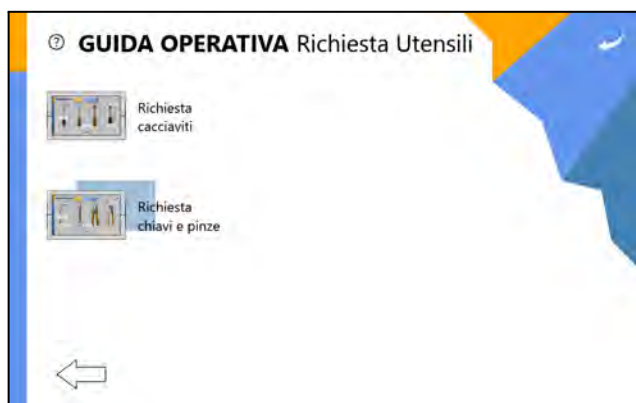 GUIDA OPERATIVA Richiesta Utensili
Richiesta
cacciaviti
Richiesta
chiavi e pinze